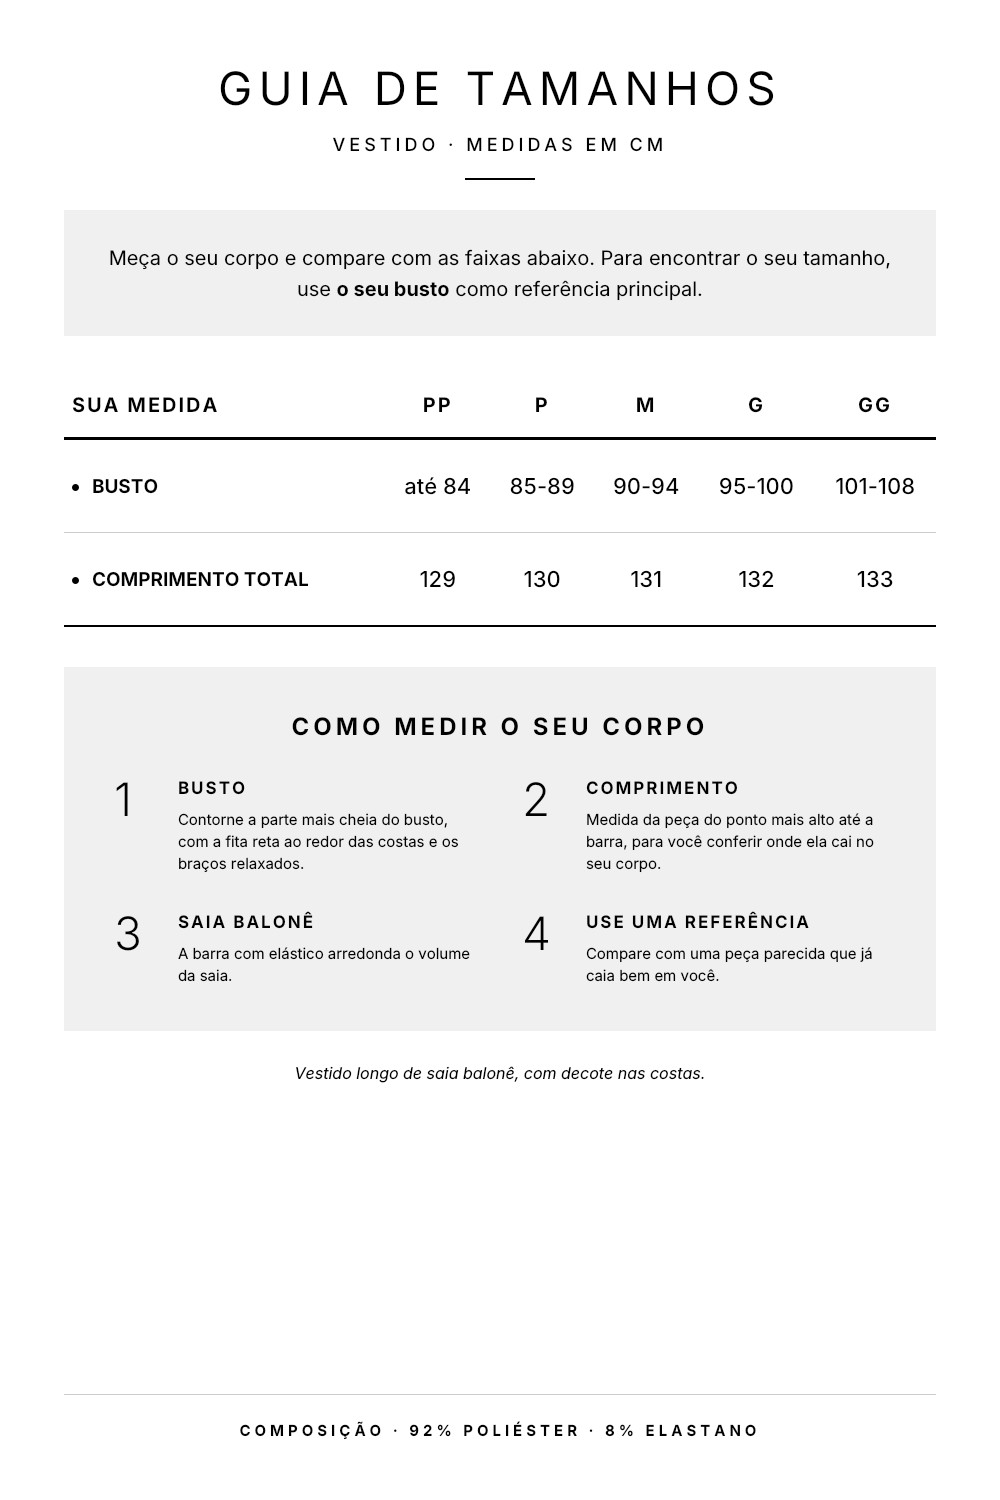 GUIA DE TAMANHOS
VESTIDO · MEDIDAS EM CM
Meça o seu corpo e compare com as faixas abaixo. Para encontrar o seu tamanho,
use o seu busto como referência principal.
SUA MEDIDA PP P M G GG
• BUSTO até 84 85-89 90-94 95-100 101-108
• COMPRIMENTO TOTAL 129 130 131 132 133
COMO MEDIR O SEU CORPO
1 BUSTO
Contorne a parte mais cheia do busto,
com a fita reta ao redor das costas e os
braços relaxados.
2 COMPRIMENTO
Medida da peça do ponto mais alto até a
barra, para você conferir onde ela cai no
seu corpo.
3 SAIA BALONÊ
A barra com elástico arredonda o volume
da saia.
4 USE UMA REFERÊNCIA
Compare com uma peça parecida que já
caia bem em você.
Vestido longo de saia balonê, com decote nas costas.
COMPOSIÇÃO · 92% POLIÉSTER · 8% ELASTANO